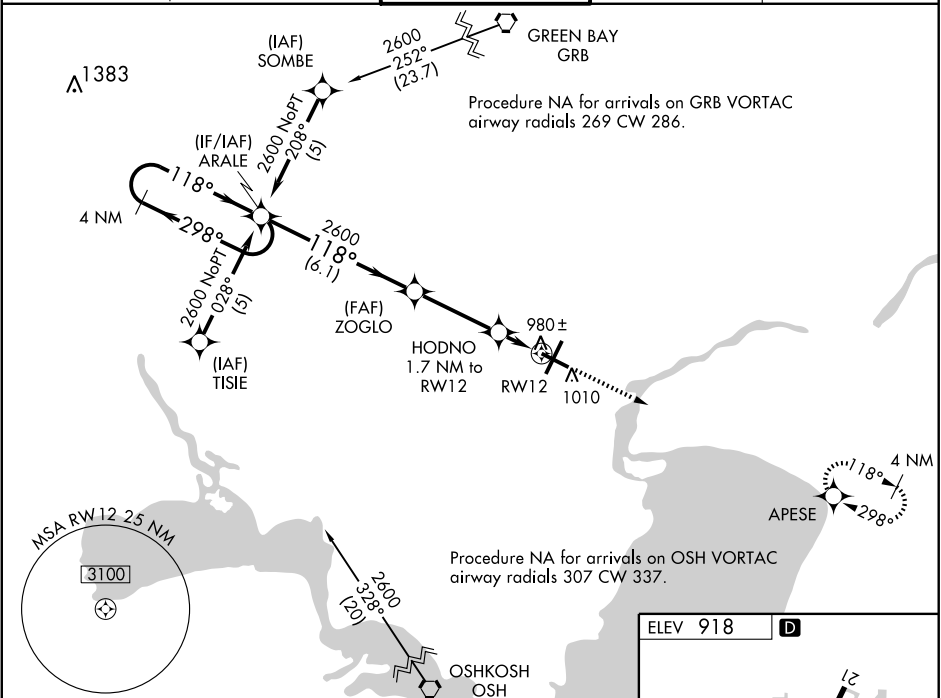 (IAF)
SOMBE
2600
252°
(23.7)
GREEN BAY
GRB
1383
Procedure NA for arrivals on GRB VORTAC
airway radials 269 CW 286.
2600 NoPT
208°
(5)
(IF/IAF)
ARALE
118°
4 NM
298°
2600
118°
(6.1)
2600 NoPT
028°
(5)
(IAF)
TISIE
(FAF)
ZOGLO
HODNO
1.7 NM to
RW12
980±
RW12
1010
118°
4 NM
298°
APESE
MSA RW12 25 NM
3100
Procedure NA for arrivals on OSH VORTAC
airway radials 307 CW 337.
2600
328°
(20)
OSHKOSH
OSH
ELEV 918 D
21